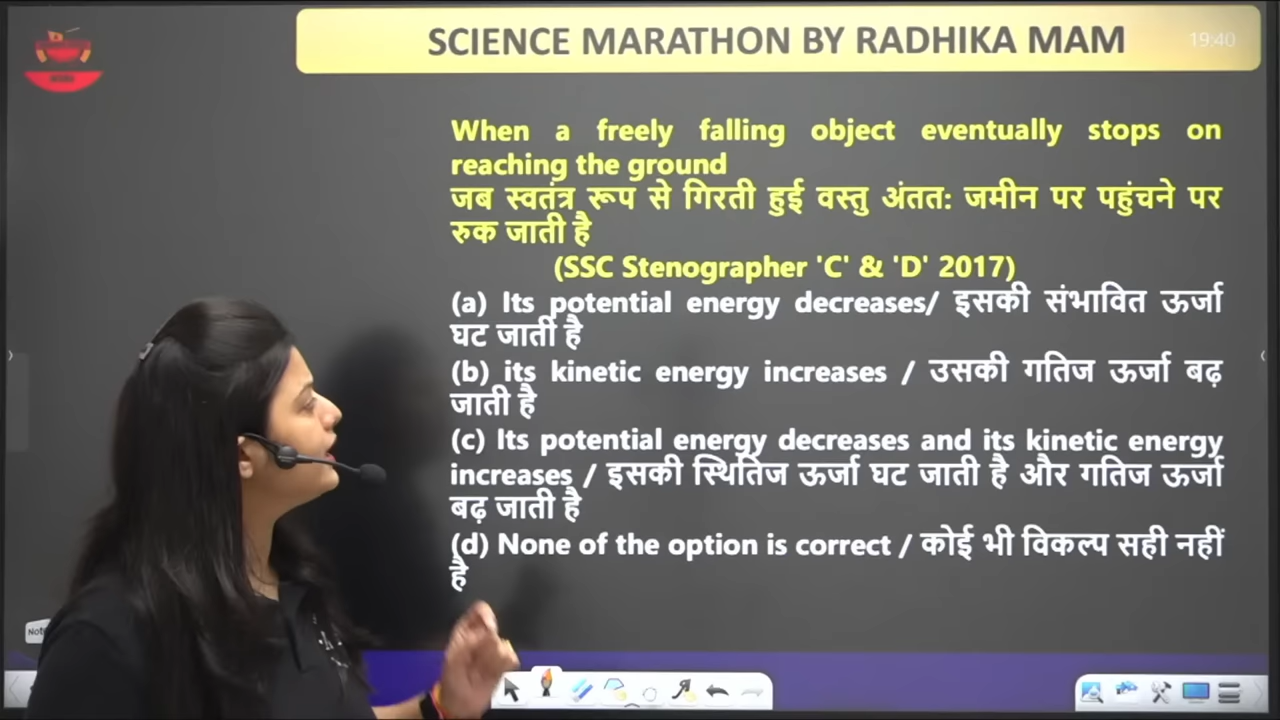 SCIENCE MARATHON BY RADHIKA MAM
19:40
When a freely falling object eventually stops on
reaching the ground
जब स्वतंत्र रूप से गिरती हुई वस्तु अंतत: जमीन पर पहुंचने पर
रुक जाती है
(SSC Stenographer 'C' & 'D' 2017)
(a) Its potential energy decreases/ इसकी संभावित ऊर्जा
घट जाती है
(b) its kinetic energy increases / उसकी गतिज ऊर्जा बढ़
जाती है
(c) Its potential energy decreases and its kinetic energy
increases / इसकी स्थितिज ऊर्जा घट जाती है और गतिज ऊर्जा
बढ़ जाती है
(d) None of the option is correct / कोई भी विकल्प सही नहीं
है